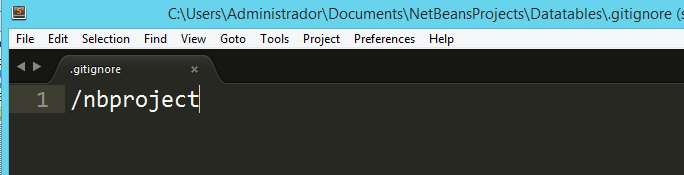 C:\Users\Administrador\Documents\NetBeansProjects\Datatables\.gitignore (s
File Edit Selection Find View Goto Tools Project Preferences Help
.gitignore ×
1 /nbproject